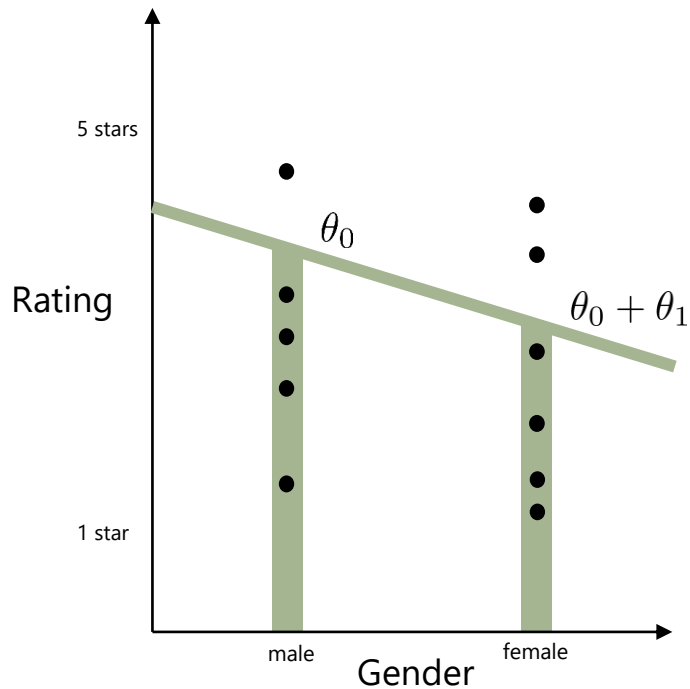 5 stars
θ₀
Rating
θ₀ + θ₁
1 star
male
female
Gender